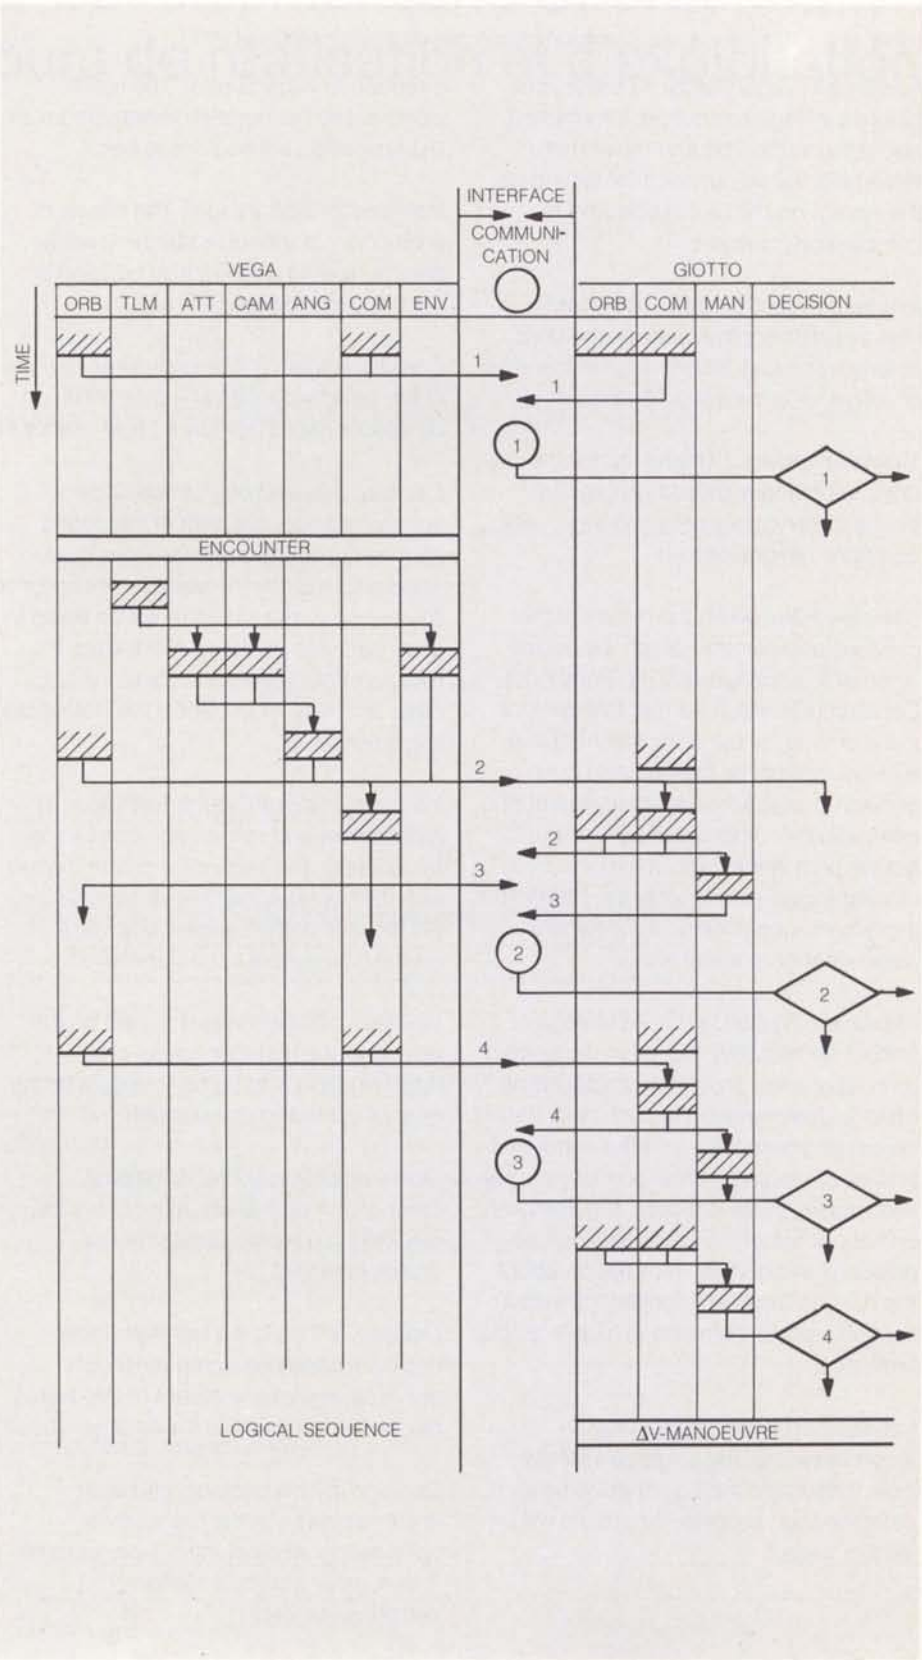 INTERFACE
COMMUNI-
CATION
VEGA
GIOTTO
ORB TLM ATT CAM ANG COM ENV
ORB COM MAN DECISION
TIME
1
1
1
1
ENCOUNTER
2
2
3
3
2
2
4
4
3
3
4
LOGICAL SEQUENCE
ΔV-MANOEUVRE